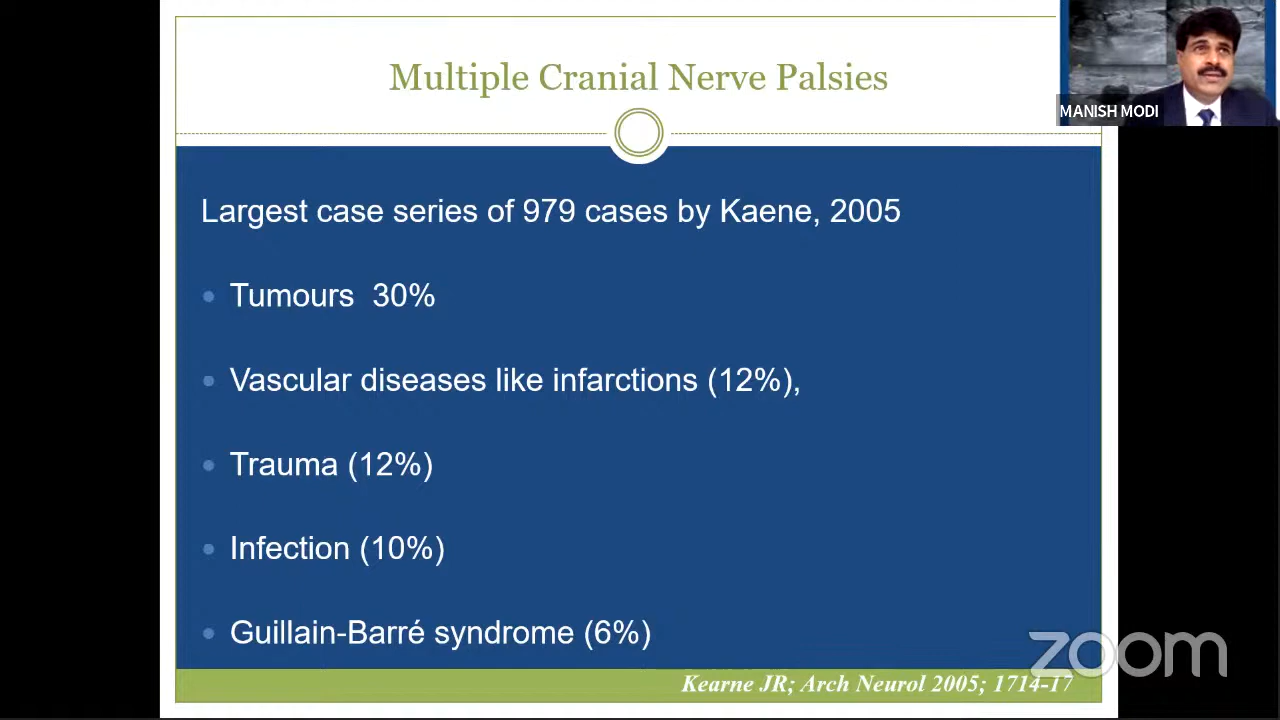 Multiple Cranial Nerve Palsies
MANISH MODI
Largest case series of 979 cases by Kaene, 2005
Tumours 30%
Vascular diseases like infarctions (12%),
Trauma (12%)
Infection (10%)
Guillain-Barré syndrome (6%)
zoom
Kearne JR; Arch Neurol 2005; 1714-17